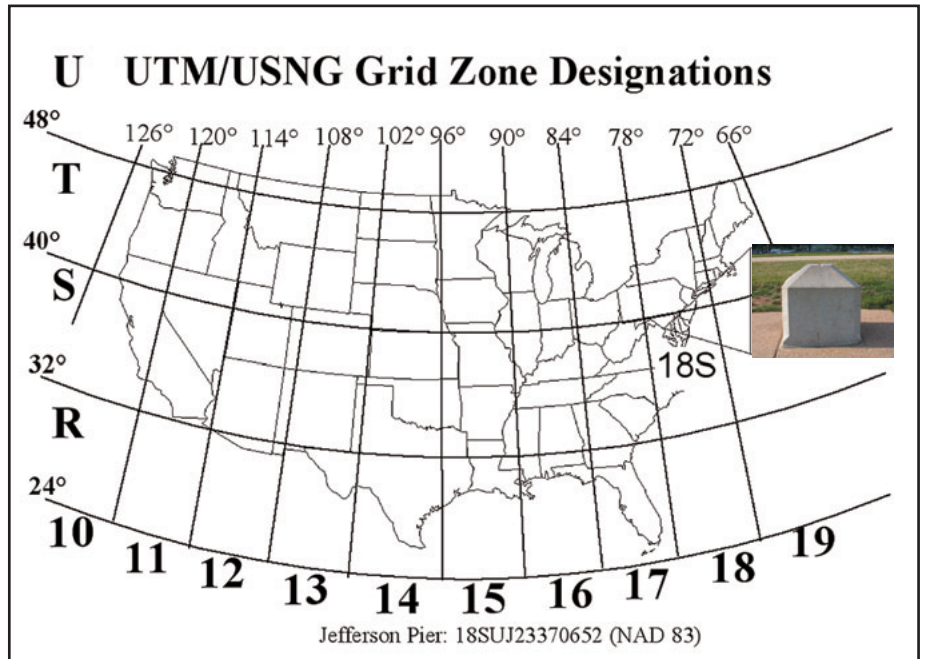 U UTM/USNG Grid Zone Designations
48°
126° 120° 114° 108° 102° 96° 90° 84° 78° 72° 66°
T
40°
S
18S
32°
R
24°
10 11 12 13 14 15 16 17 18 19
Jefferson Pier: 18SUJ23370652 (NAD 83)